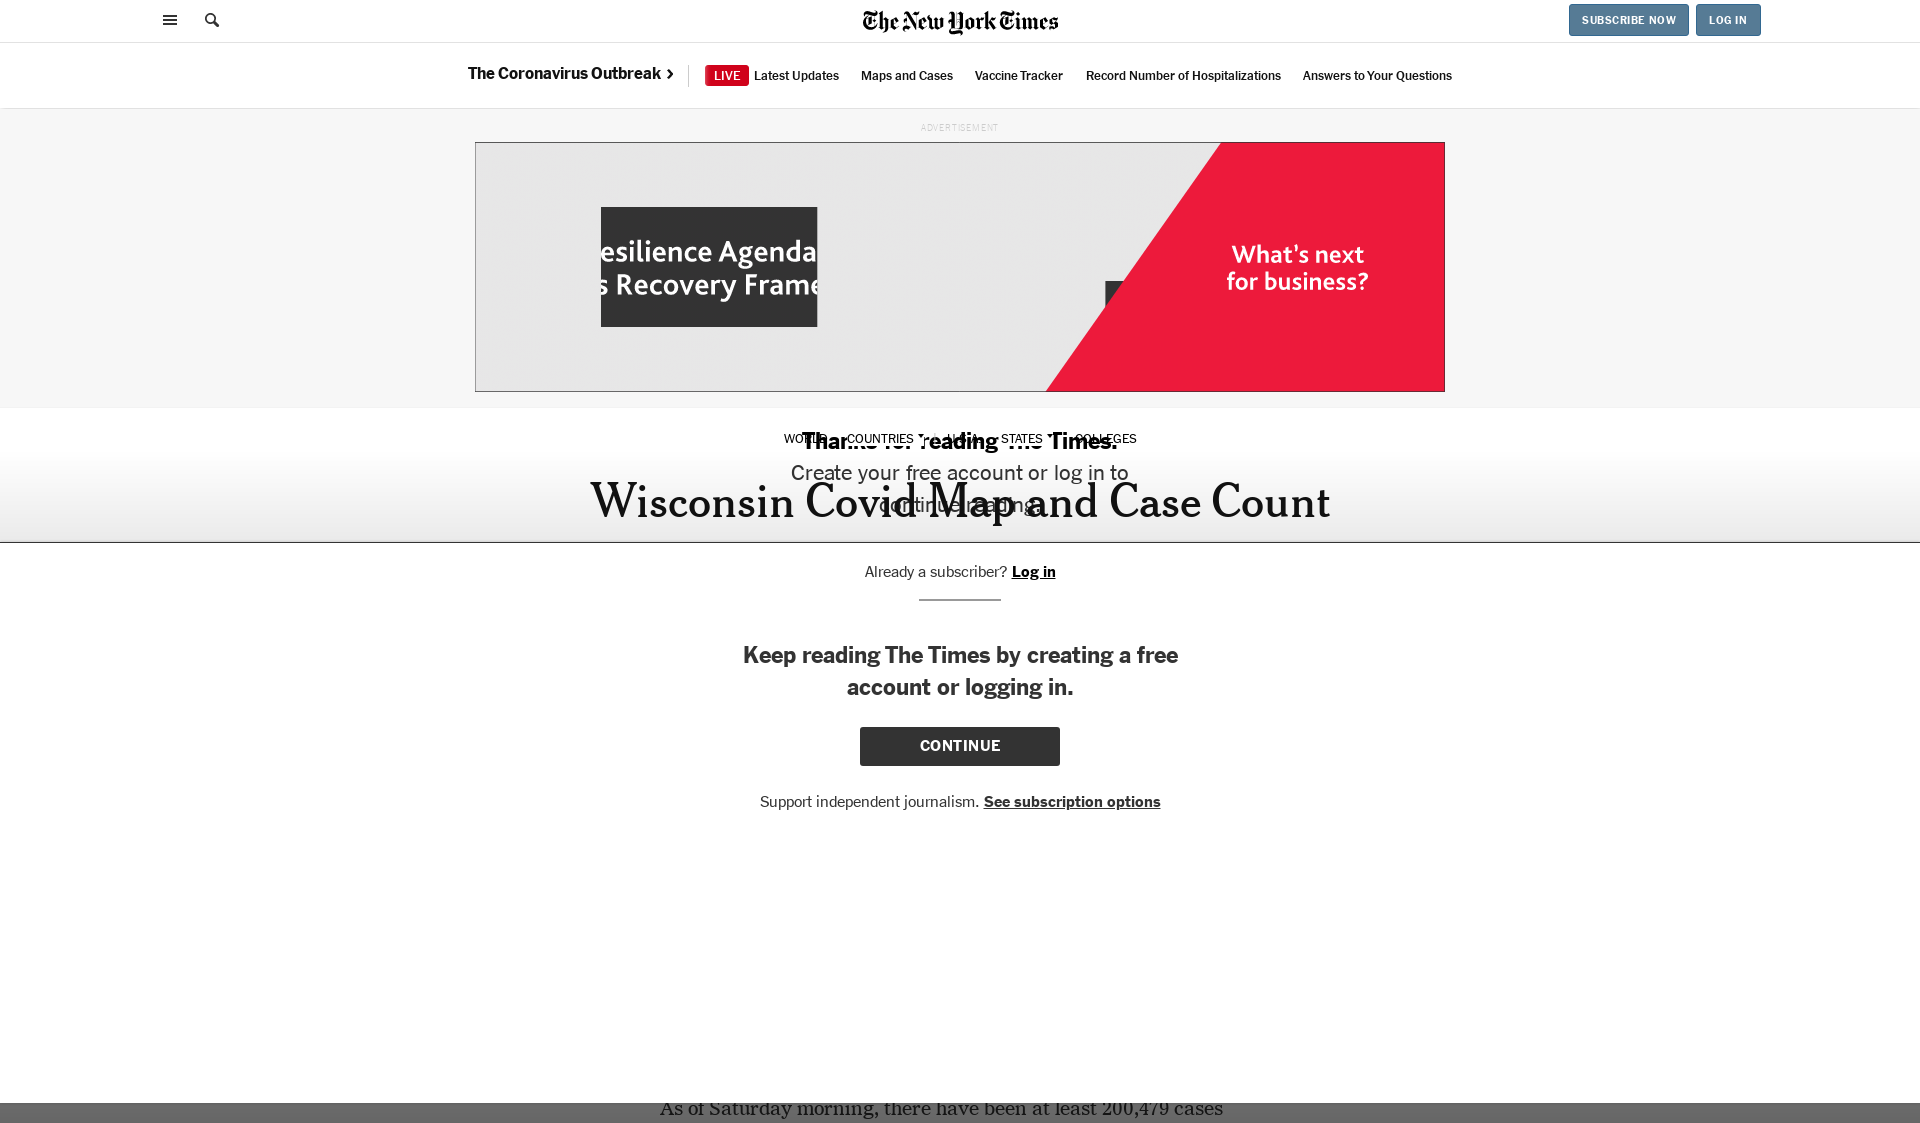 The New York Times
SUBSCRIBE NOW
LOG IN
The Coronavirus Outbreak
LIVE Latest Updates
Maps and Cases
Vaccine Tracker
Record Number of Hospitalizations
Answers to Your Questions
ADVERTISEMENT
esilience Agenda
s Recovery Frame
What's next
for business?
WORLD
COUNTRIES
U.S.A.
STATES
COLLEGES
Thanks for reading The Times.
Create your free account or log in to
continue reading.
Wisconsin Covid Map and Case Count
Already a subscriber? Log in
Keep reading The Times by creating a free
account or logging in.
CONTINUE
Support independent journalism. See subscription options
As of Saturday morning, there have been at least 200,479 cases